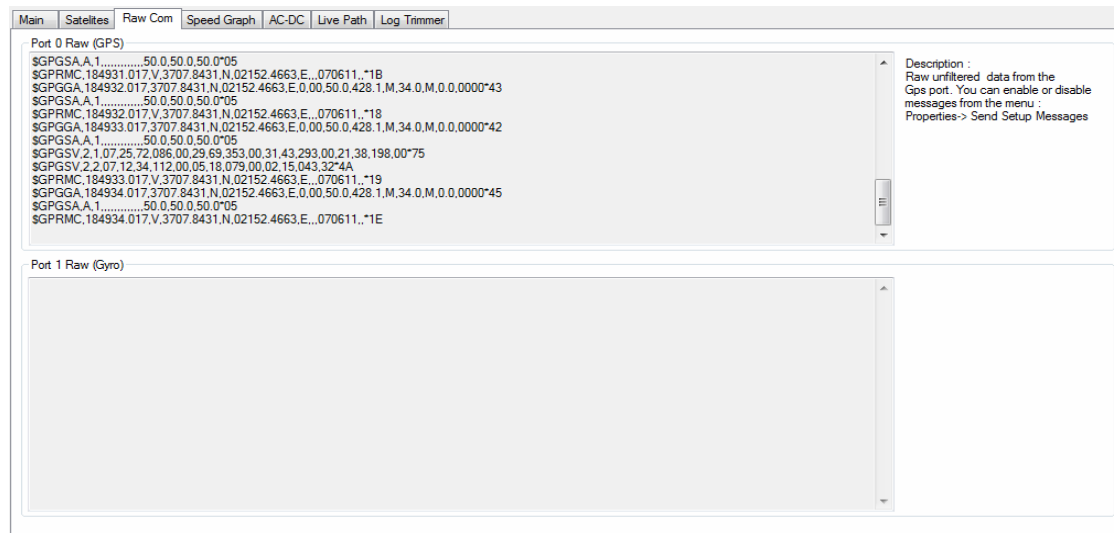 Main Satelites Raw Com Speed Graph AC-DC Live Path Log Trimmer
Port 0 Raw (GPS)
$GPGSA,A,1,,,,,,,,,,,,,50.0,50.0,50.0*05
$GPRMC,184931.017,V,3707.8431,N,02152.4663,E,,,070611,,*1B
$GPGGA,184932.017,3707.8431,N,02152.4663,E,0,00,50.0,428.1,M,34.0,M,0.0,0000*43
$GPGSA,A,1,,,,,,,,,,,,,50.0,50.0,50.0*05
$GPRMC,184932.017,V,3707.8431,N,02152.4663,E,,,070611,,*18
$GPGGA,184933.017,3707.8431,N,02152.4663,E,0,00,50.0,428.1,M,34.0,M,0.0,0000*42
$GPGSA,A,1,,,,,,,,,,,,,50.0,50.0,50.0*05
$GPGSV,2,1,07,25,72,086,00,29,69,353,00,31,43,293,00,21,38,198,00*75
$GPGSV,2,2,07,12,34,112,00,05,18,079,00,02,15,043,32*4A
$GPRMC,184933.017,V,3707.8431,N,02152.4663,E,,,070611,,*19
$GPGGA,184934.017,3707.8431,N,02152.4663,E,0,00,50.0,428.1,M,34.0,M,0.0,0000*45
$GPGSA,A,1,,,,,,,,,,,,,50.0,50.0,50.0*05
$GPRMC,184934.017,V,3707.8431,N,02152.4663,E,,,070611,,*1E
Description :
Raw unfiltered data from the
Gps port. You can enable or disable
messages from the menu :
Properties-> Send Setup Messages
Port 1 Raw (Gyro)